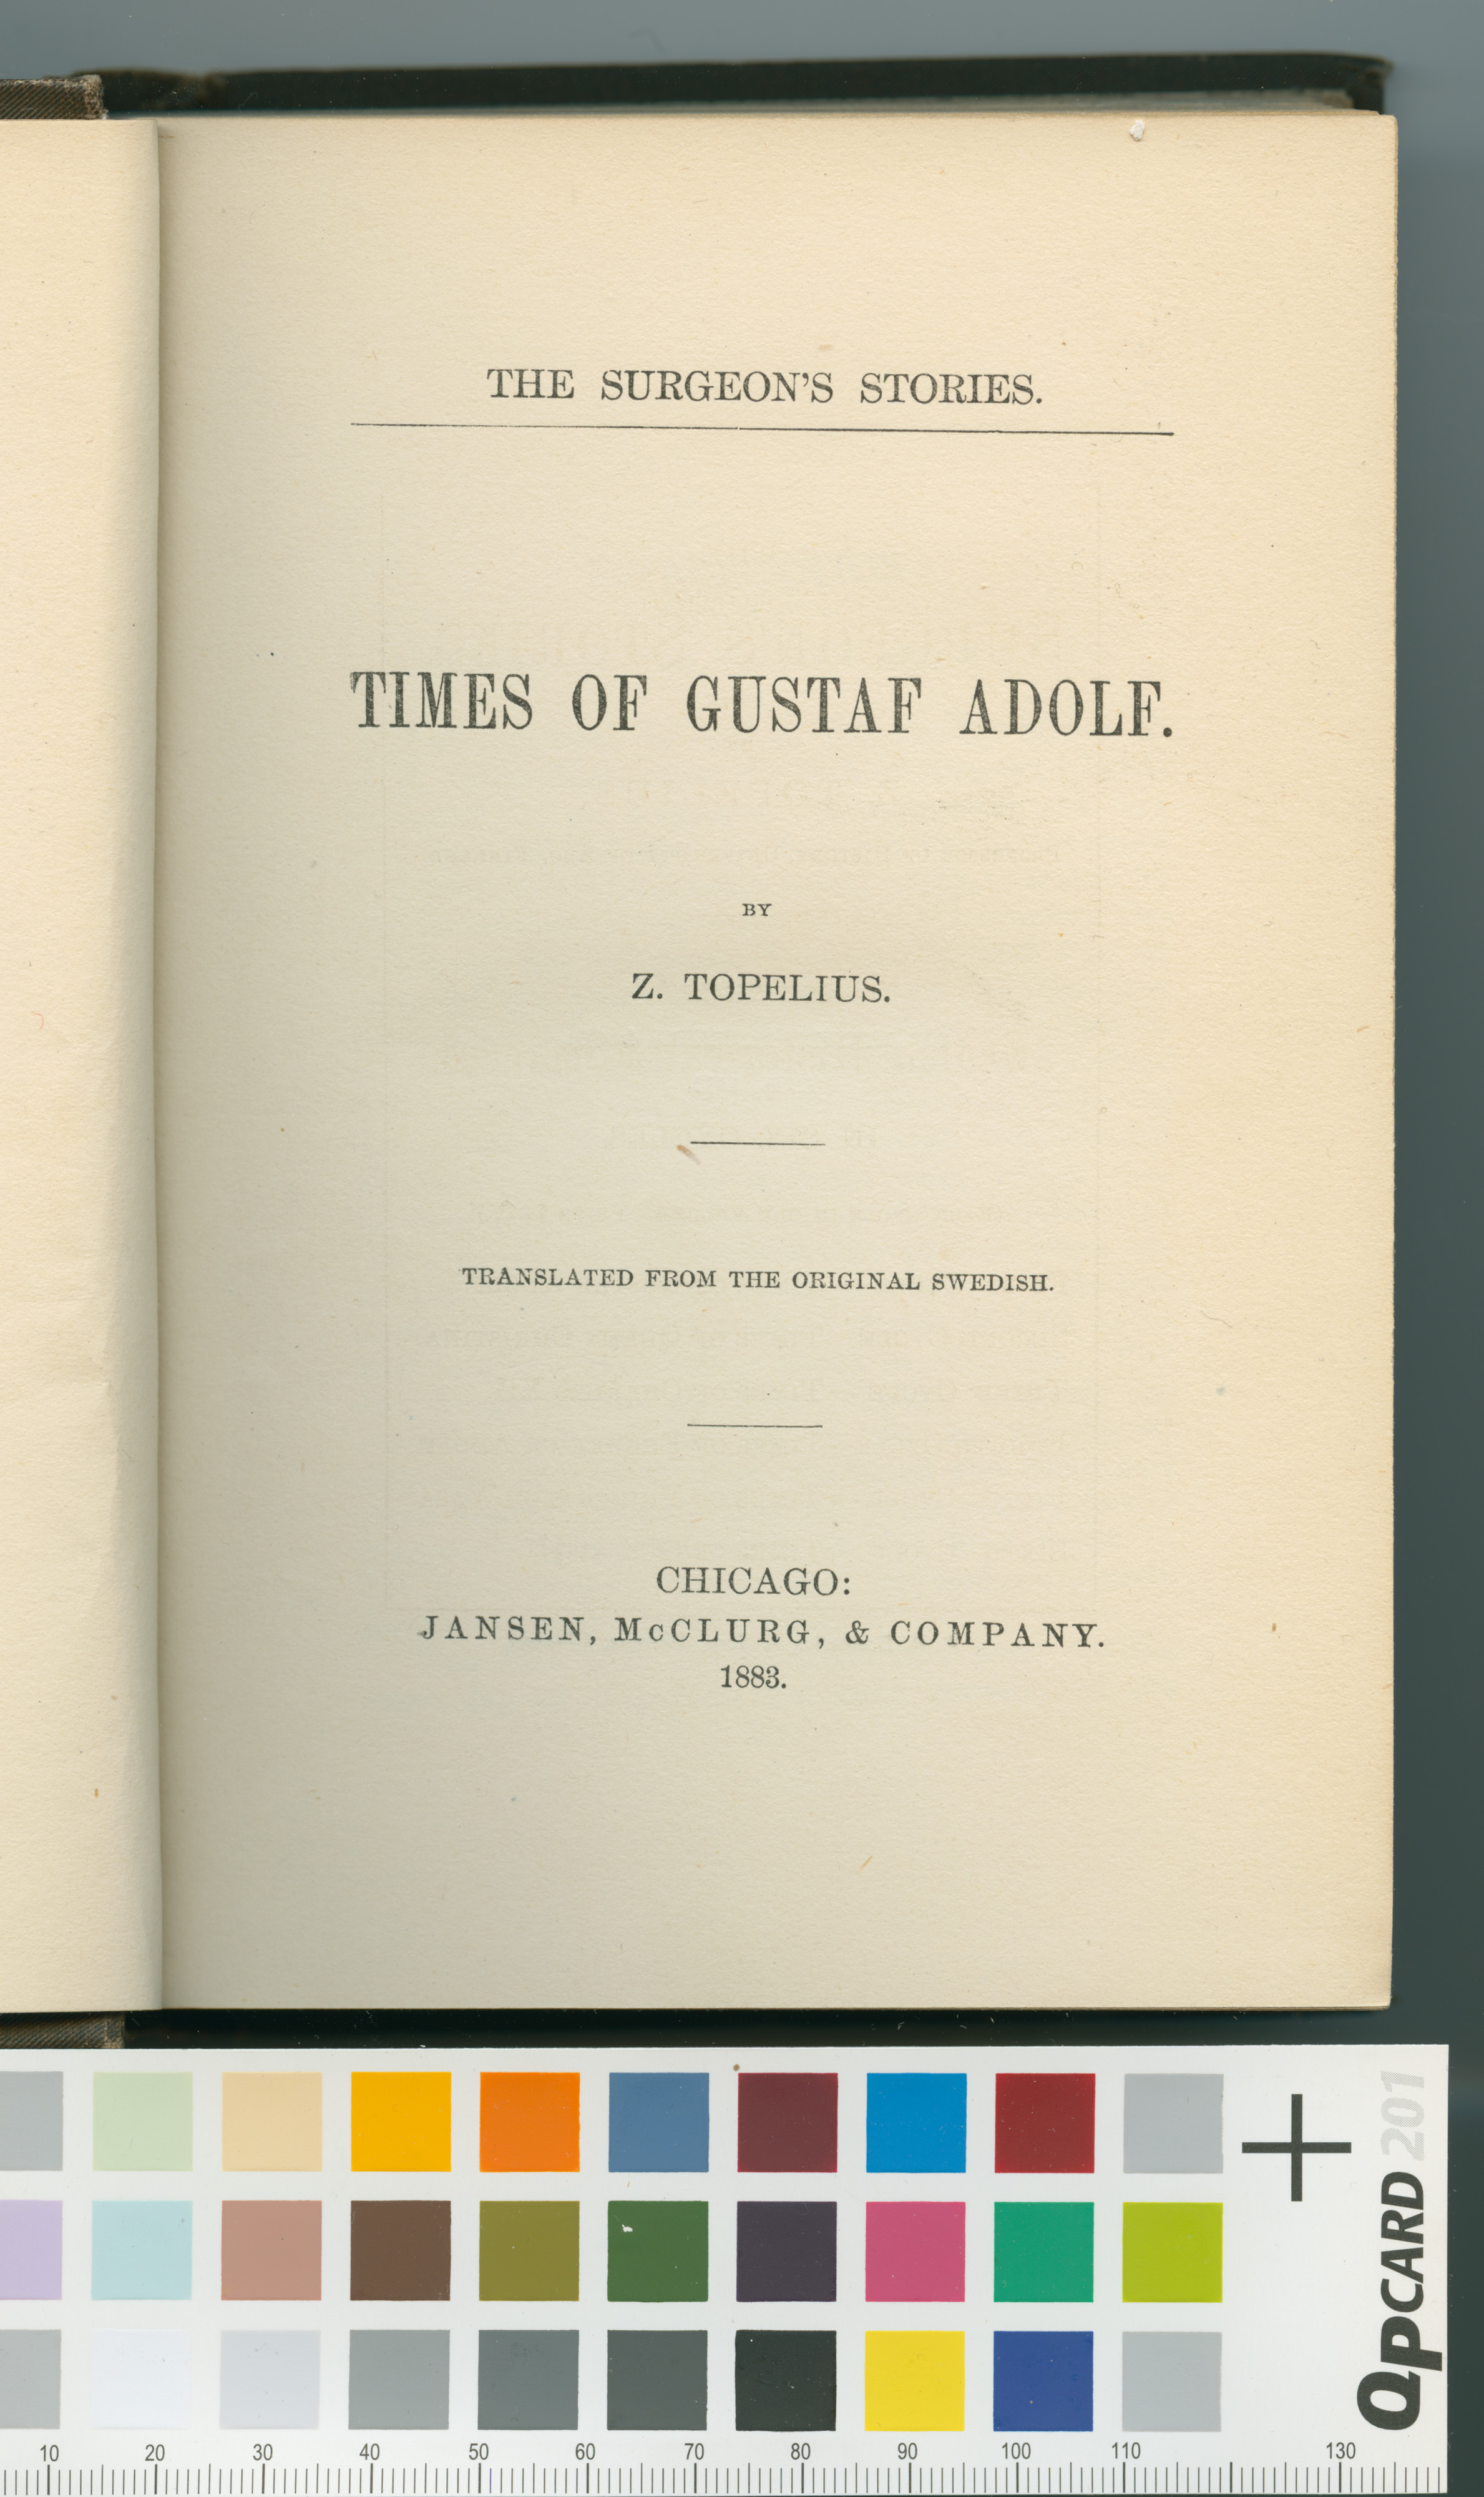 THE SURGEON'S STORIES.
TIMES OF GUSTAF ADOLF.
BY
Z. TOPELIUS.
TRANSLATED FROM THE ORIGINAL SWEDISH.
CHICAGO:
JANSEN, McCLURG, & COMPANY.
1883.
QPCARD 201
10 20 30 40 50 60 70 80 90 100 110 130